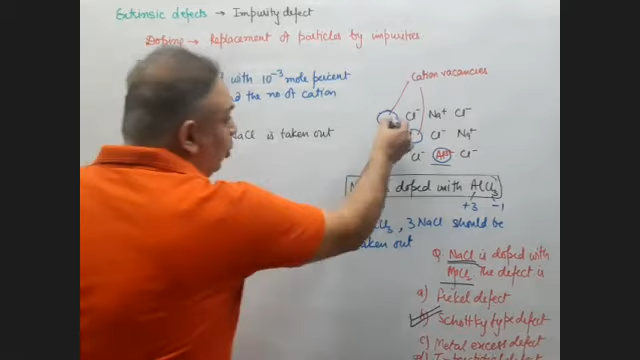 Extrinsic defects → Impurity defect
Doping → Replacement of particles by impurities
with 10⁻³ mole percent
the no of cation
NaCl is taken out
Cation vacancies
Cl⁻ Na⁺ Cl⁻
Cl⁻ Na⁺
Cl⁻ Al³⁺ Cl⁻
doped with AlCl₃
+3 -1
, 3 NaCl should be
taken out
Q. NaCl is doped with
MgCl₂ The defect is
a) Frekel defect
b) Schottky type defect
c) Metal excess defect
d) Interstitial defect